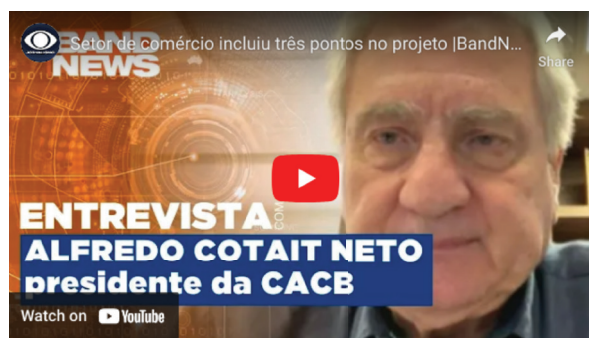 Setor de comércio incluiu três pontos no projeto |BandN...
Share
BAND
NEWS
ENTREVISTA
COM
ALFREDO COTAIT NETO
presidente da CACB
Watch on YouTube